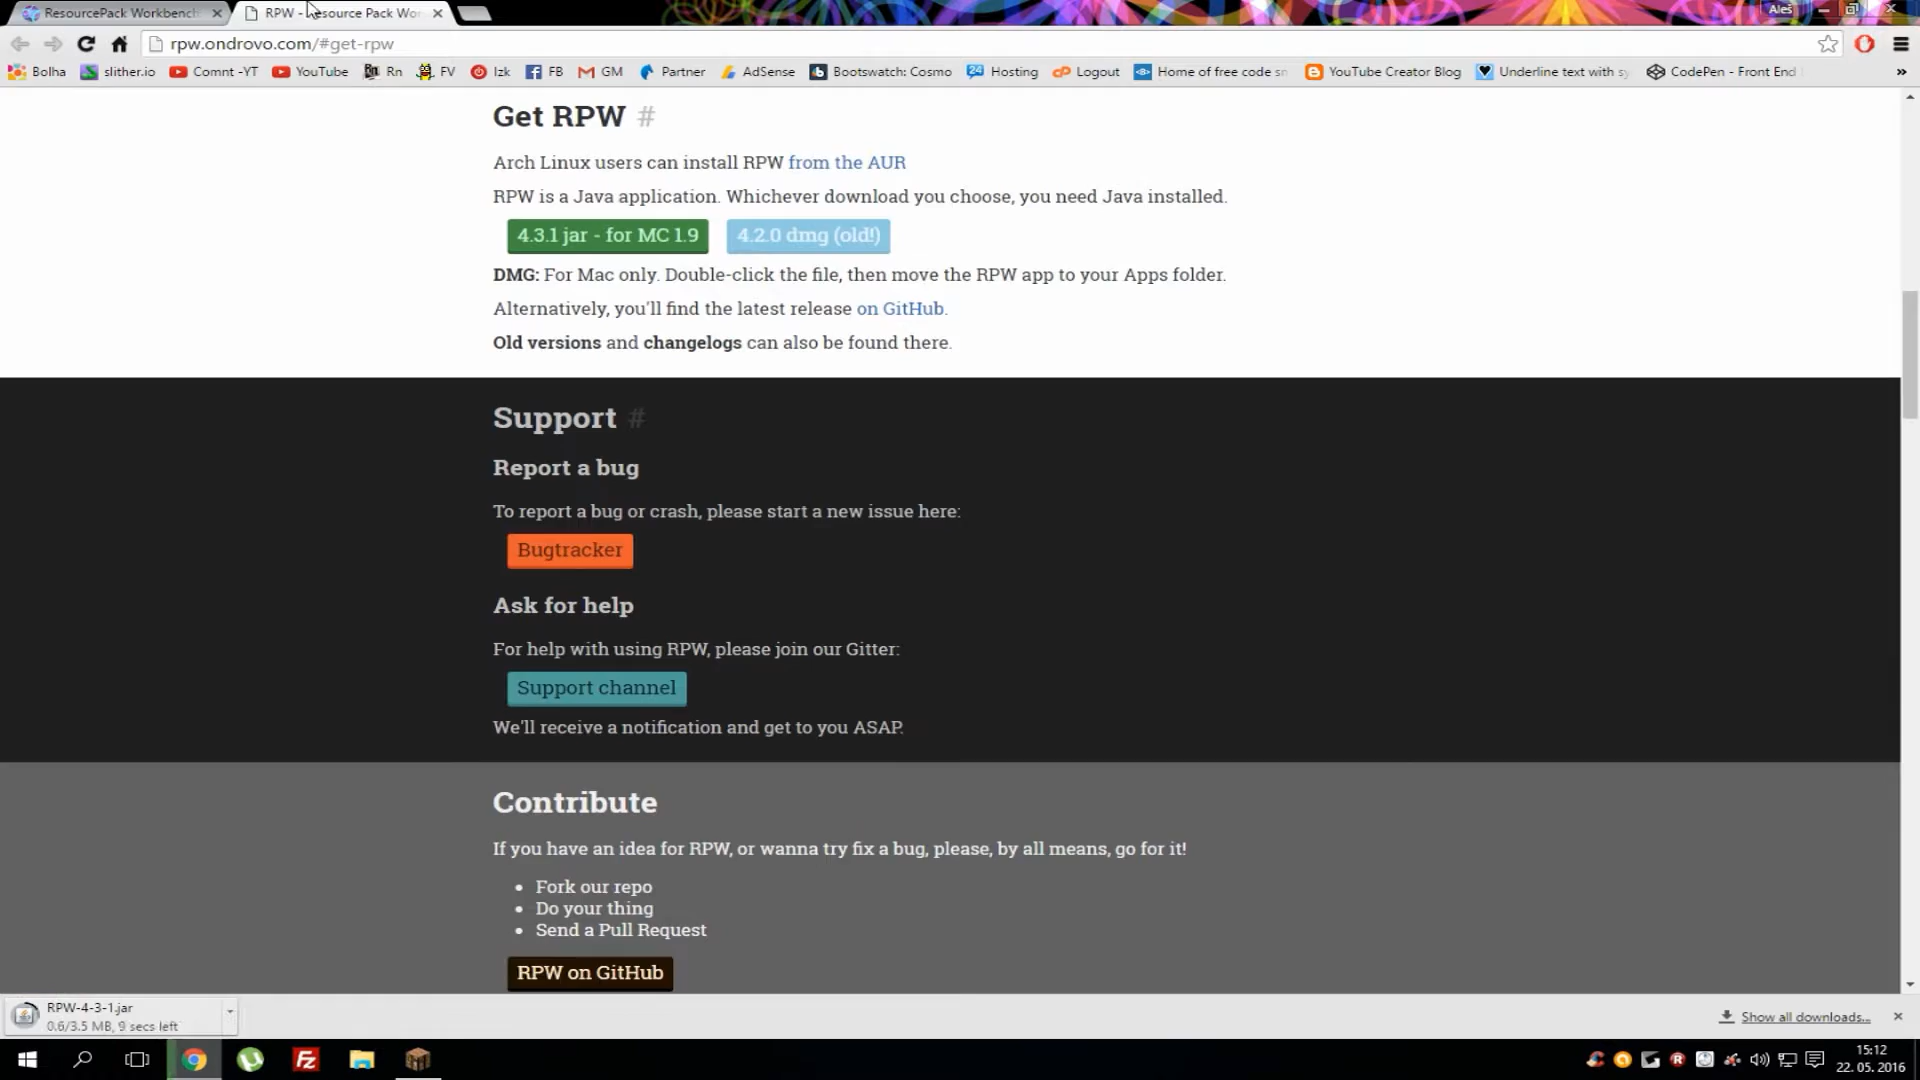 ResourcePack Workbench
RPW - Resource Pack Wor
Aleš
rpw.ondrovo.com/#get-rpw
Bolha
slither.io
Comnt -YT
YouTube
Rn
FV
Izk
FB
GM
Partner
AdSense
Bootswatch: Cosmo
Hosting
Logout
Home of free code sn
YouTube Creator Blog
Underline text with sy
CodePen - Front End
»
Get RPW #
Arch Linux users can install RPW from the AUR
RPW is a Java application. Whichever download you choose, you need Java installed.
4.3.1 jar - for MC 1.9
4.2.0 dmg (old!)
DMG: For Mac only. Double-click the file, then move the RPW app to your Apps folder.
Alternatively, you'll find the latest release on GitHub.
Old versions and changelogs can also be found there.
Support #
Report a bug
To report a bug or crash, please start a new issue here:
Bugtracker
Ask for help
For help with using RPW, please join our Gitter:
Support channel
We'll receive a notification and get to you ASAP.
Contribute
If you have an idea for RPW, or wanna try fix a bug, please, by all means, go for it!
• Fork our repo
• Do your thing
• Send a Pull Request
RPW on GitHub
RPW-4-3-1.jar
0.6/3.5 MB, 9 secs left
Show all downloads...
15:12
22. 05. 2016